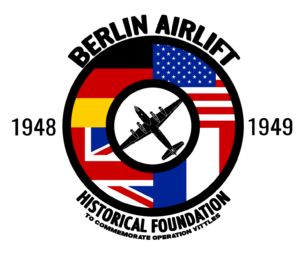 BERLIN AIRLIFT
1948 1949
HISTORICAL FOUNDATION
TO COMMEMORATE OPERATION VITTLES